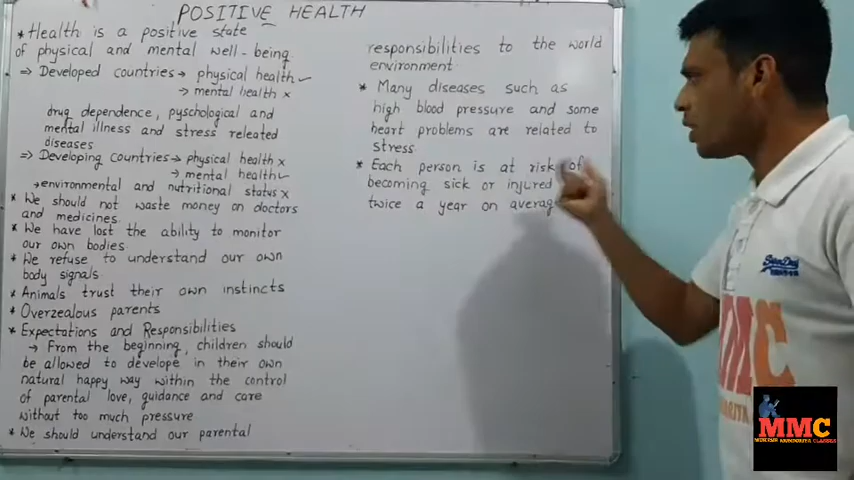 POSITIVE HEALTH
* Health is a positive state
of physical and mental well-being
⇒ Developed countries → physical health ✓
→ mental health ×
drug dependence, pyschological and
mental illness and stress releated
diseases
⇒ Developing Countries → Physical health ×
→ mental health ✓
→ environmental and nutritional status ×
* We should not waste money on doctors
and medicines
* We have lost the ability to monitor
our own bodies
* We refuse to understand our own
body signals
* Animals trust their own instincts
* Overzealous parents
* Expectations and Responsibilities
→ From the beginning, children should
be allowed to develope in their own
natural happy way within the control
of parental love, guidance and care
without too much pressure
* We should understand our parental
responsibilities to the world
environment
* Many diseases such as
high blood pressure and some
heart problems are related to
stress
* Each person is at risk of
becoming sick or injured
twice a year on average
MMC
MMC